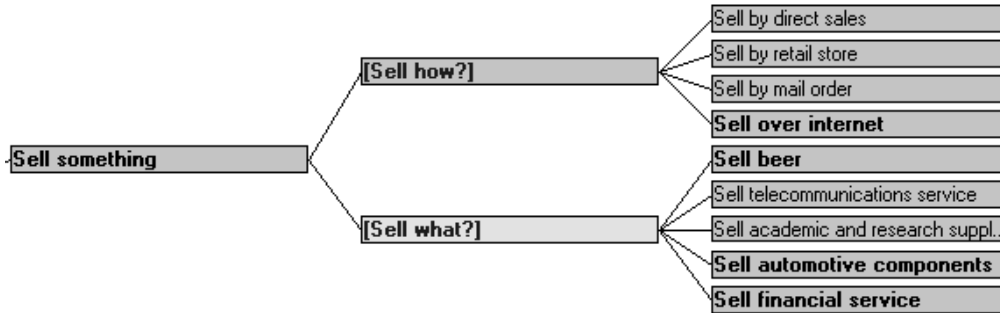 Sell by direct sales
Sell by retail store
[Sell how?]
Sell by mail order
Sell over internet
Sell something
Sell beer
Sell telecommunications service
[Sell what?]
Sell academic and research suppl..
Sell automotive components
Sell financial service